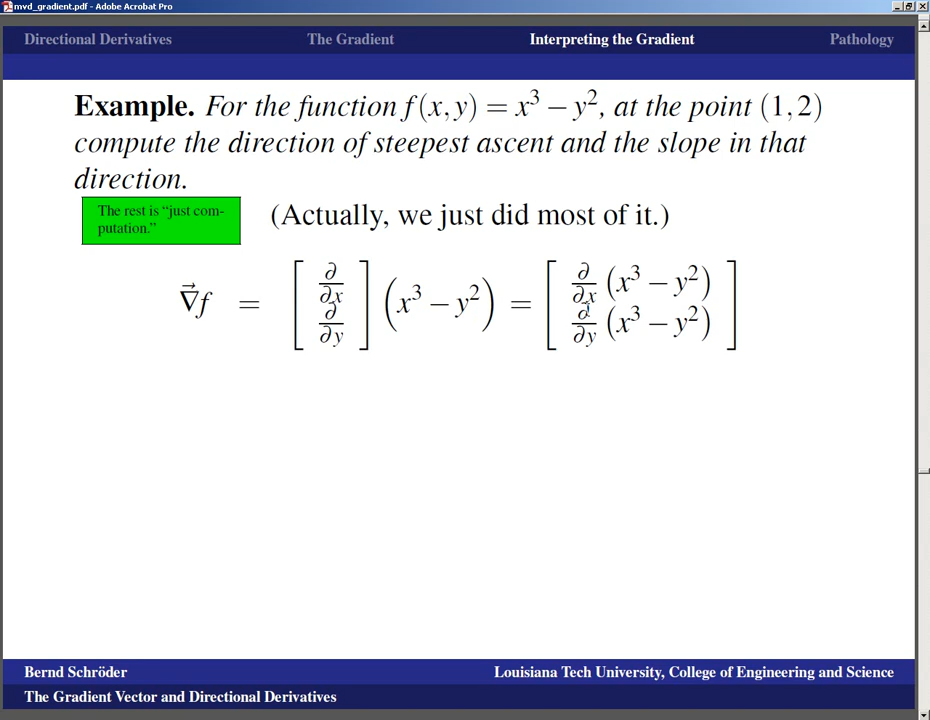 mvd_gradient.pdf - Adobe Acrobat Pro
Directional Derivatives The Gradient Interpreting the Gradient Pathology
Example. For the function f(x,y) = x³ − y², at the point (1,2)
compute the direction of steepest ascent and the slope in that
direction.
The rest is “just com-
putation.”
(Actually, we just did most of it.)
∇⃗f = [ ∂/∂x ; ∂/∂y ] (x³ − y²) = [ ∂/∂x (x³ − y²) ; ∂/∂y (x³ − y²) ]
Bernd Schröder Louisiana Tech University, College of Engineering and Science
The Gradient Vector and Directional Derivatives